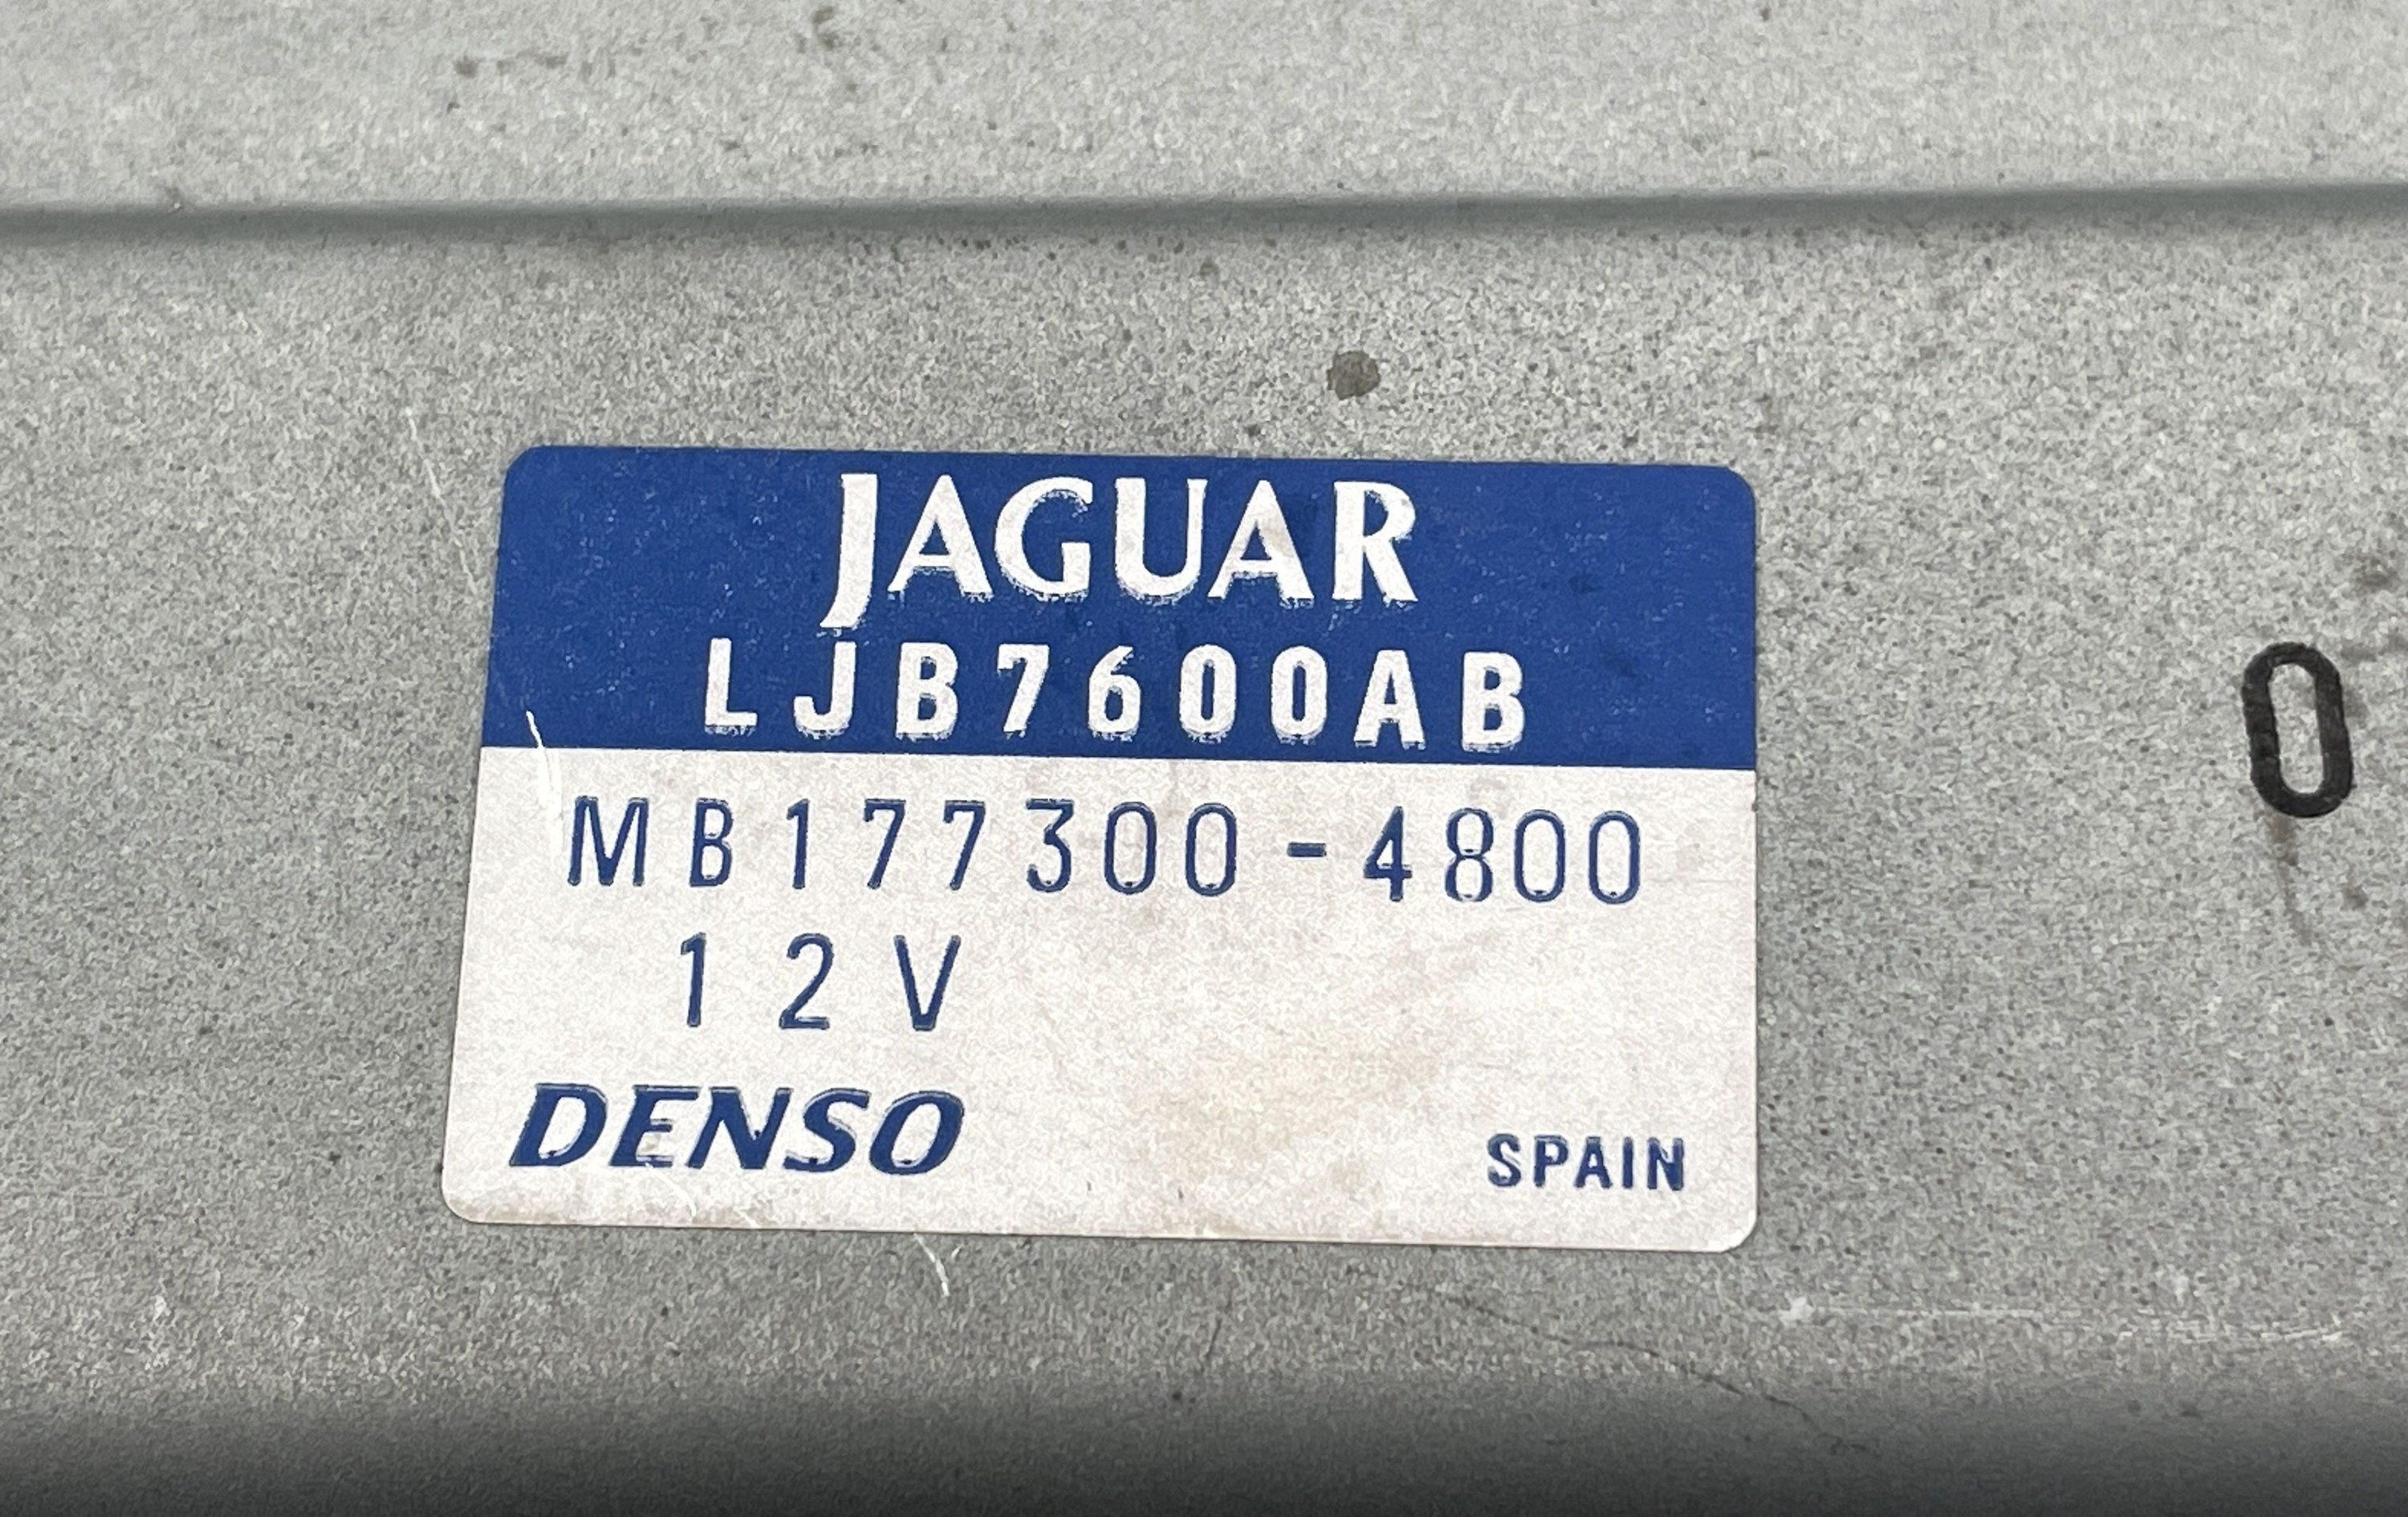 JAGUAR
LJB7600AB
MB177300-4800
12V
DENSO
SPAIN
0